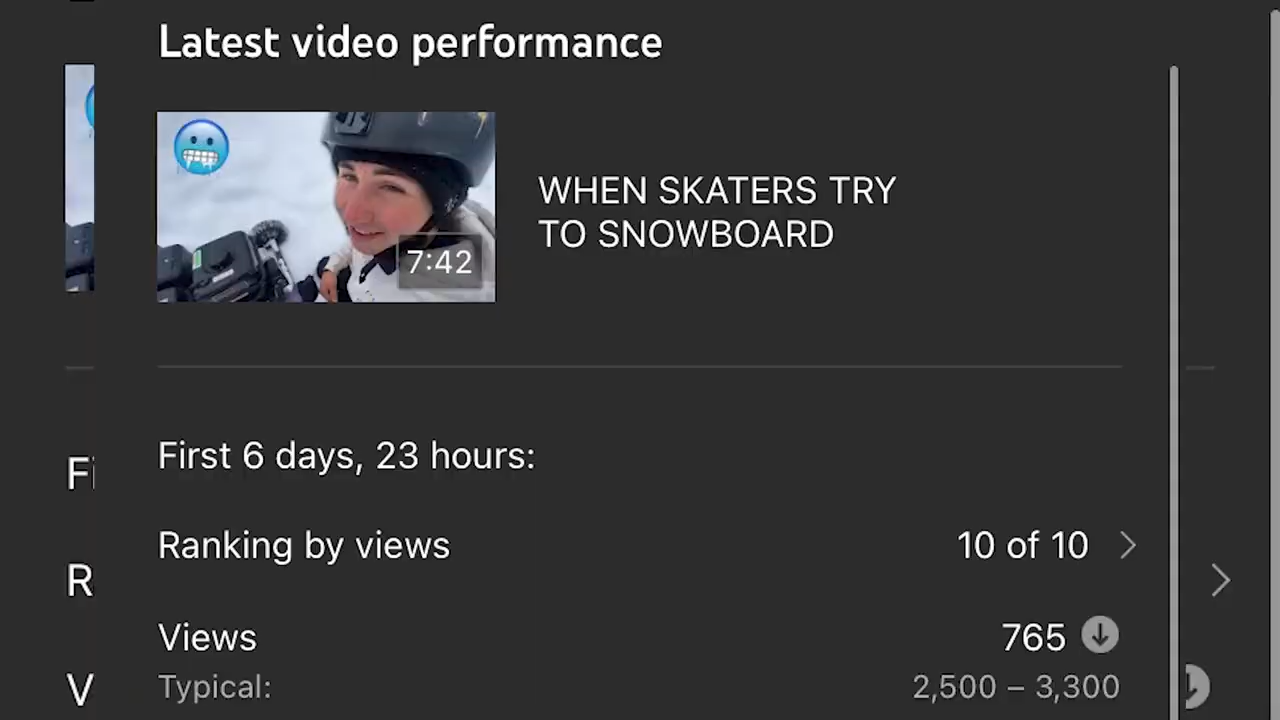 Latest video performance
7:42
WHEN SKATERS TRY
TO SNOWBOARD
First 6 days, 23 hours:
Ranking by views 10 of 10
Views 765
Typical: 2,500 – 3,300
Fi
R
V